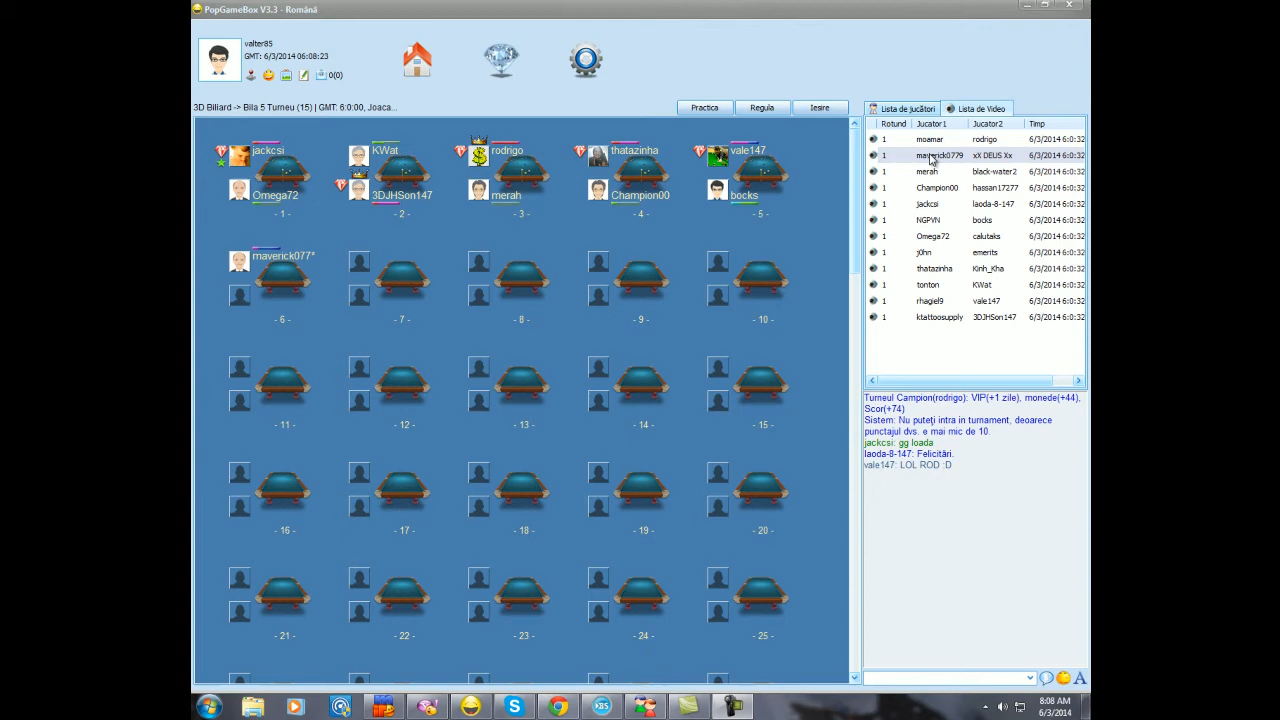 PopGameBox V3.3 - Română
valter85
GMT: 6/3/2014 06:08:23
0(0)
3D Biliard -> Bila 5 Turneu (15) | GMT: 6:0:00, Joaca...
Practica
Regula
Iesire
Lista de jucători
Lista de Video
Rotund Jucator1 Jucator2 Timp
1 moamar rodrigo 6/3/2014 6:0:32
1 maverick0779 xX DEUS Xx 6/3/2014 6:0:32
1 merah black-water2 6/3/2014 6:0:32
1 Champion00 hassan17277 6/3/2014 6:0:32
1 jackcsi laoda-8-147 6/3/2014 6:0:32
1 NGPVN bocks 6/3/2014 6:0:32
1 Omega72 calutaks 6/3/2014 6:0:32
1 j0hn emerits 6/3/2014 6:0:32
1 thatazinha Kinh_Kha 6/3/2014 6:0:32
1 tonton KWat 6/3/2014 6:0:32
1 rhagiel9 vale147 6/3/2014 6:0:32
1 ktattoosupply 3DJHSon147 6/3/2014 6:0:32
jackcsi KWat rodrigo thatazinha vale147
Omega72 3DJHSon147 merah Champion00 bocks
- 1 - - 2 - - 3 - - 4 - - 5 -
maverick077*
- 6 - - 7 - - 8 - - 9 - - 10 -
- 11 - - 12 - - 13 - - 14 - - 15 -
- 16 - - 17 - - 18 - - 19 - - 20 -
- 21 - - 22 - - 23 - - 24 - - 25 -
Turneul Campion(rodrigo): VIP(+1 zile), monede(+44),
Scor(+74)
Sistem: Nu puteţi intra in turnament, deoarece
punctajul dvs. e mai mic de 10.
jackcsi: gg loada
laoda-8-147: Felicitări.
vale147: LOL ROD :D
A
8:08 AM
6/3/2014